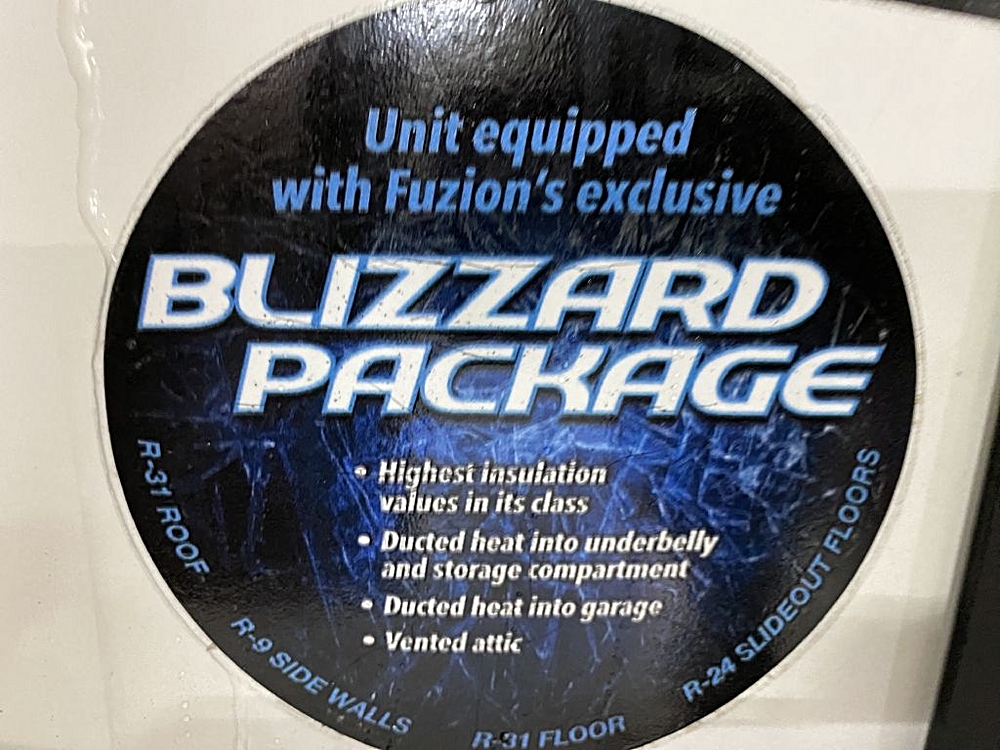 Unit equipped
with Fuzion‘s exclusive
BLIZZARD
PACKAGE
• Highest insulation
values in its class
• Ducted heat into underbelly
and storage compartment
• Ducted heat into garage
• Vented attic
R-31 ROOF
R-9 SIDE WALLS
R-31 FLOOR
R-24 SLIDEOUT FLOORS